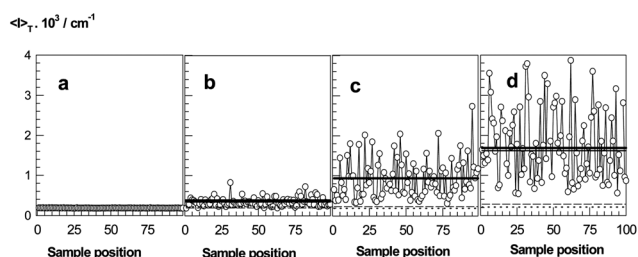 <I>T . 10³ / cm⁻¹
4
3
2
1
0
a
b
c
d
0 25 50 75 0 25 50 75 0 25 50 75 0 25 50 75 100
Sample position Sample position Sample position Sample position